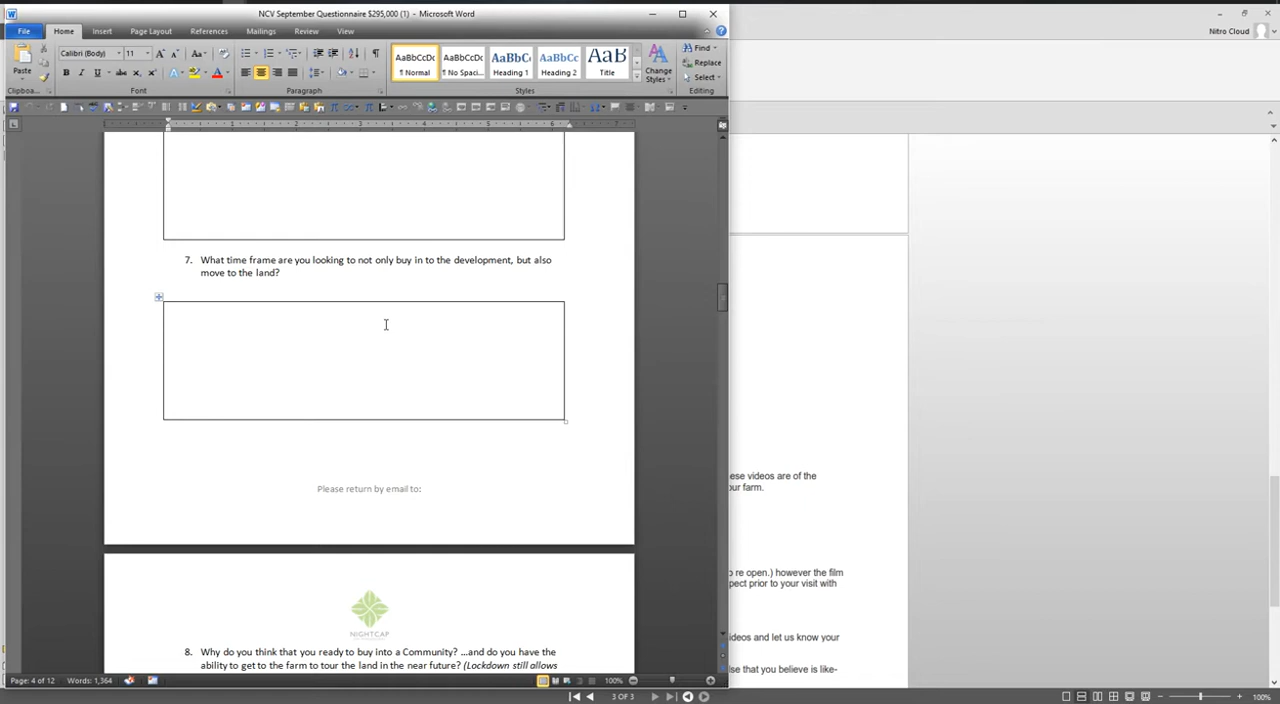 NCV September Questionnaire $295,000 (1) - Microsoft Word
Nitro Cloud
File Home Insert Page Layout References Mailings Review View
Paste
Calibri (Body) 11
AaBbCcDc AaBbCcDc AaBbCc AaBbCc AaB
¶ Normal ¶ No Spaci... Heading 1 Heading 2 Title
Change Styles
Find
Replace
Select
Clipboa... Font Paragraph Styles Editing
7. What time frame are you looking to not only buy in to the development, but also
move to the land?
Please return by email to:
NIGHTCAP
8. Why do you think that you ready to buy into a Community? ...and do you have the
ability to get to the farm to tour the land in the near future? (Lockdown still allows
ese videos are of the
our farm.
o re open.) however the film
pect prior to your visit with
ideos and let us know your
lse that you believe is like-
Page: 4 of 12 Words: 1,364 100%
3 OF 3 100%